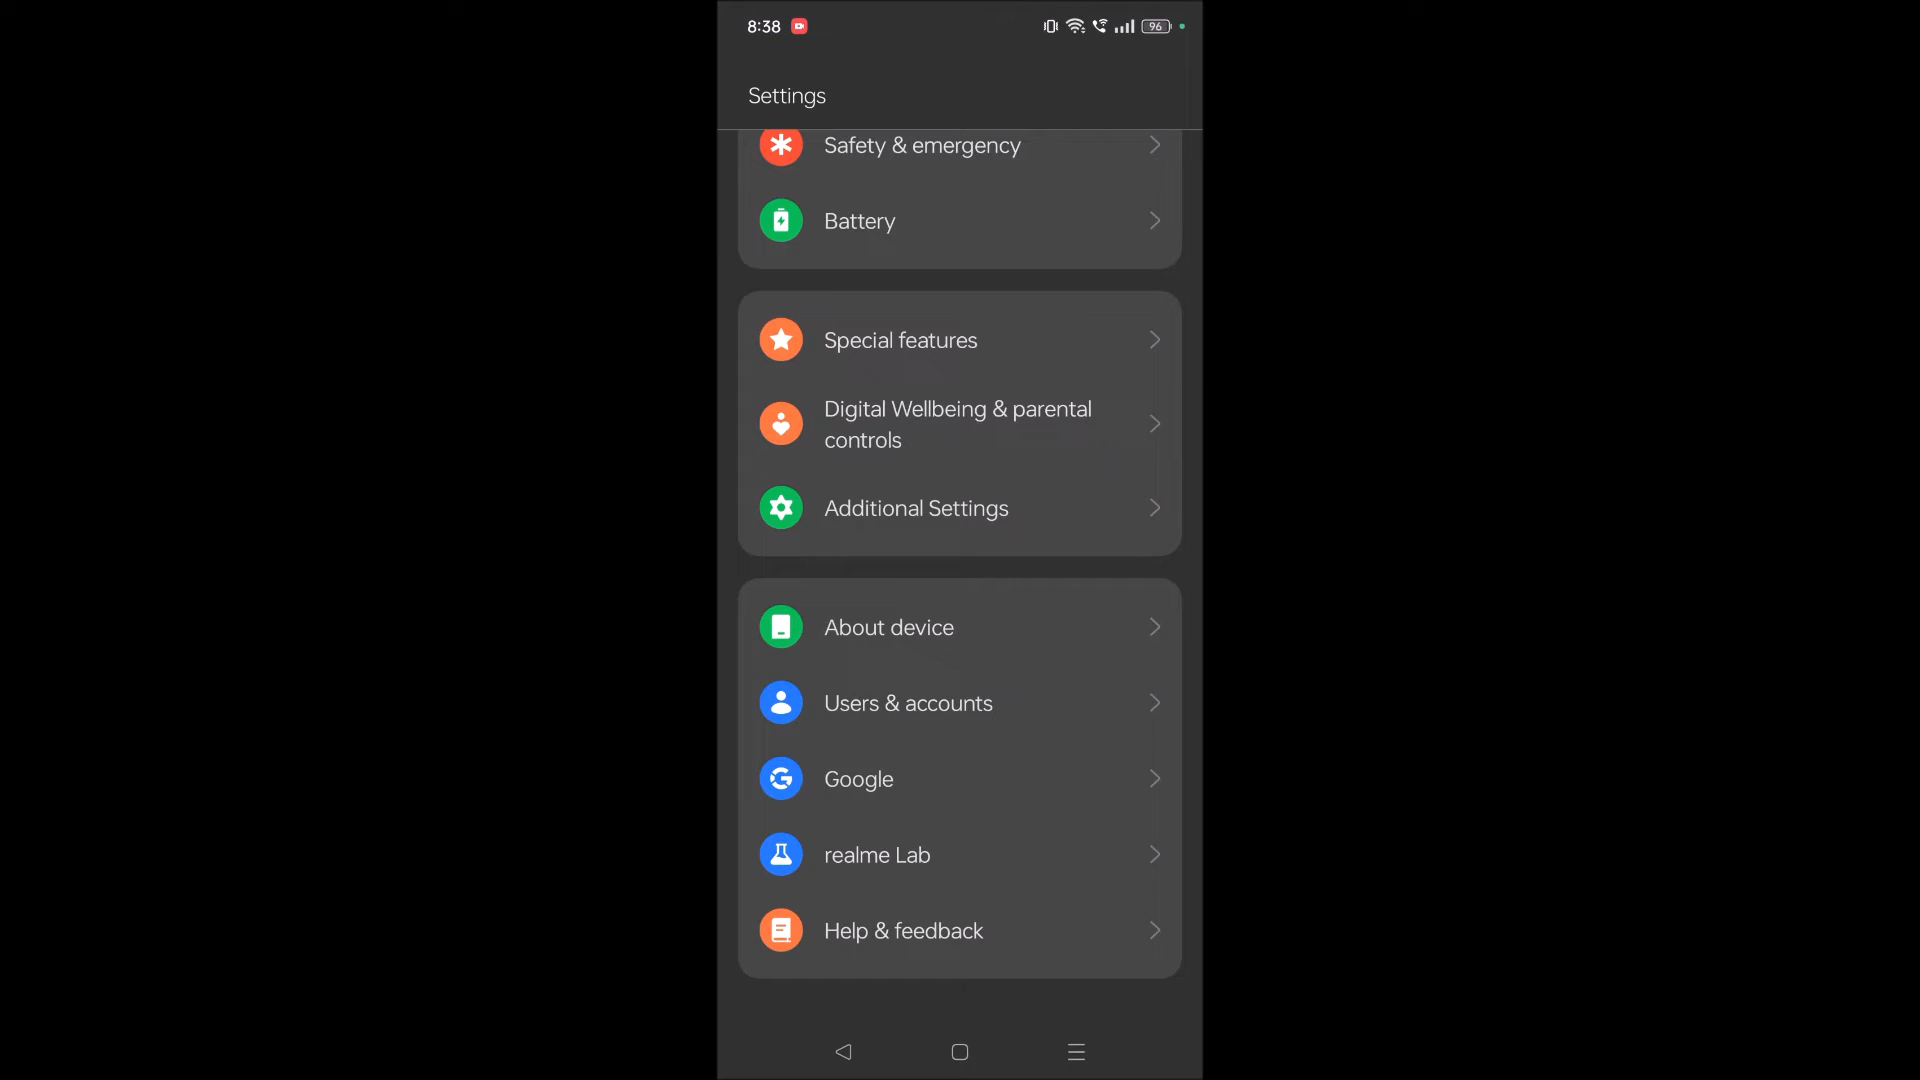 8:38
96
Settings
Safety & emergency
Battery
Special features
Digital Wellbeing & parental
controls
Additional Settings
About device
Users & accounts
Google
realme Lab
Help & feedback